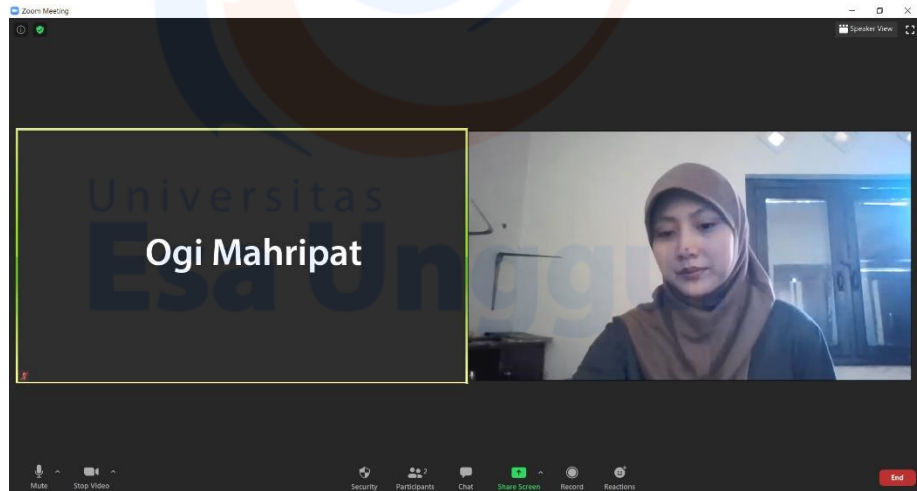 Zoom Meeting
Speaker View
Universitas
Esa Unggul
Ogi Mahripat
Mute
Stop Video
Security
Participants
2
Chat
Share Screen
Record
Reactions
End